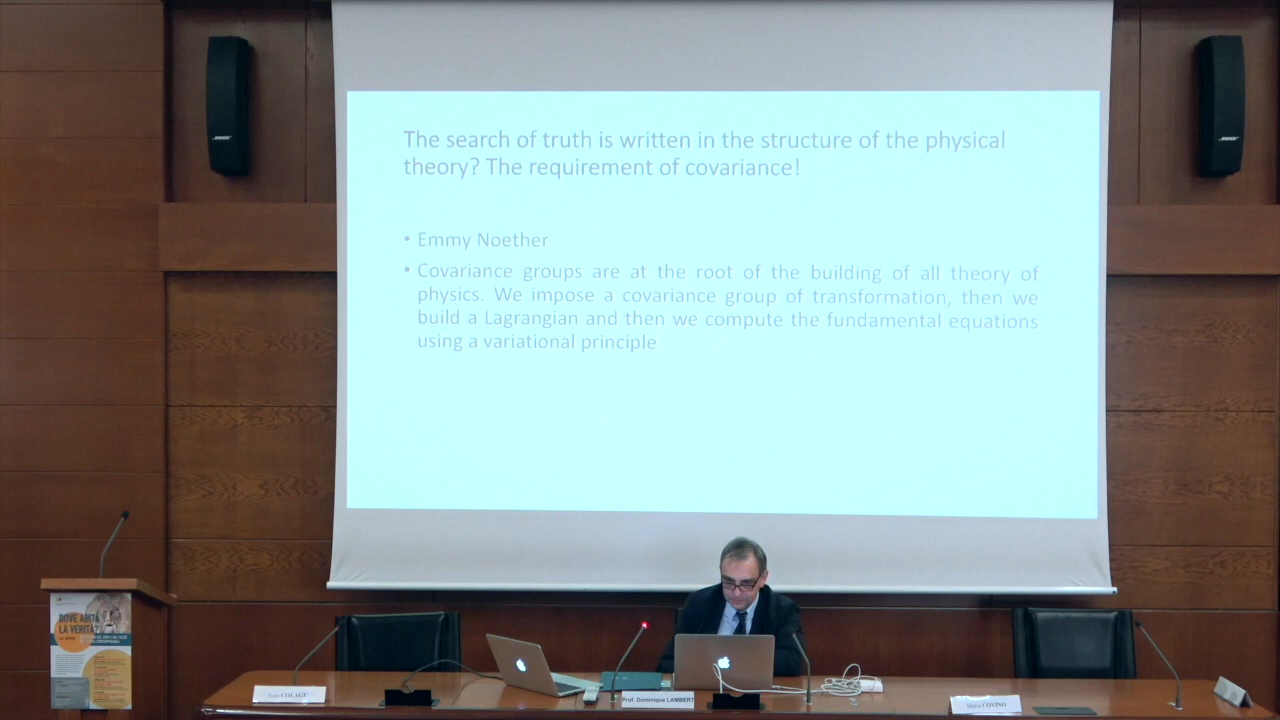 BOSE
BOSE
The search of truth is written in the structure of the physical
theory? The requirement of covariance!
• Emmy Noether
• Covariance groups are at the root of the building of all theory of
physics. We impose a covariance group of transformation, then we
build a Lagrangian and then we compute the fundamental equations
using a variational principle
DOVE ABITA
LA VERITÀ?
COLAGE'
Prof. Dominique LAMBERT
Mario COVINO